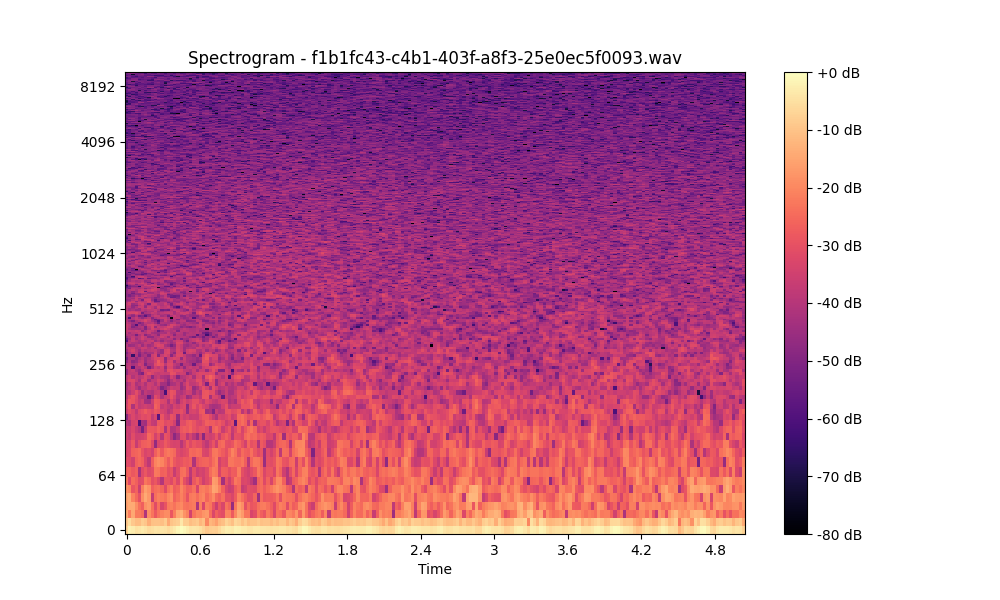 Spectrogram - f1b1fc43-c4b1-403f-a8f3-25e0ec5f0093.wav
8192
4096
2048
1024
512
256
128
64
0
Hz
0 0.6 1.2 1.8 2.4 3 3.6 4.2 4.8
Time
+0 dB
-10 dB
-20 dB
-30 dB
-40 dB
-50 dB
-60 dB
-70 dB
-80 dB